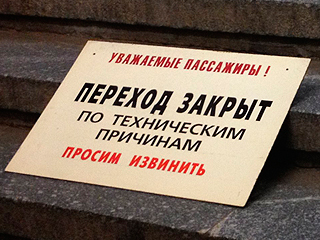 УВАЖАЕМЫЕ ПАССАЖИРЫ !
ПЕРЕХОД ЗАКРЫТ
ПО ТЕХНИЧЕСКИМ
ПРИЧИНАМ
ПРОСИМ ИЗВИНИТЬ